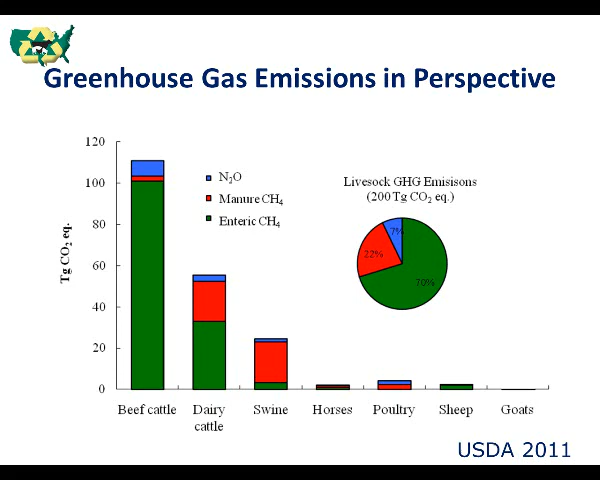 Greenhouse Gas Emissions in Perspective
120
100
80
60
40
20
0
Tg CO₂ eq.
N₂O
Manure CH₄
Enteric CH₄
Livesock GHG Emisisons
(200 Tg CO₂ eq.)
7%
22%
70%
Beef cattle
Dairy
cattle
Swine
Horses
Poultry
Sheep
Goats
USDA 2011